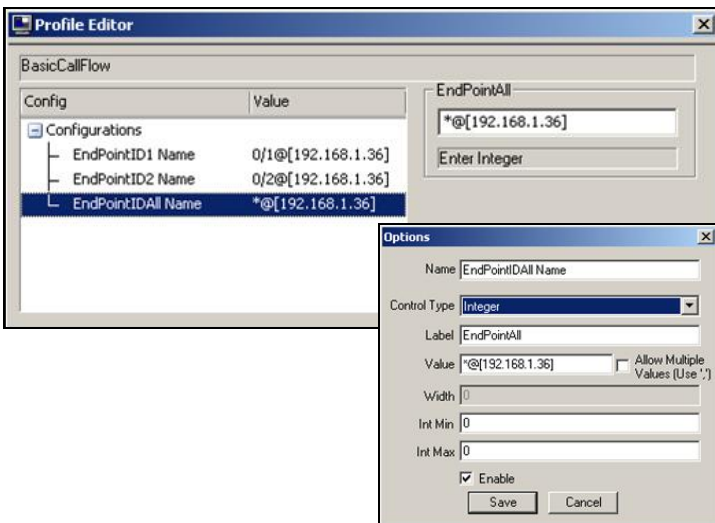 Profile Editor
BasicCallFlow
Config Value
Configurations
EndPointID1 Name 0/1@[192.168.1.36]
EndPointID2 Name 0/2@[192.168.1.36]
EndPointIDAll Name *@[192.168.1.36]
EndPointAll
*@[192.168.1.36]
Enter Integer
Options
Name EndPointIDAll Name
Control Type Integer
Label EndPointAll
Value *@[192.168.1.36] Allow Multiple
Values (Use ',')
Width 0
Int Min 0
Int Max 0
Enable
Save Cancel